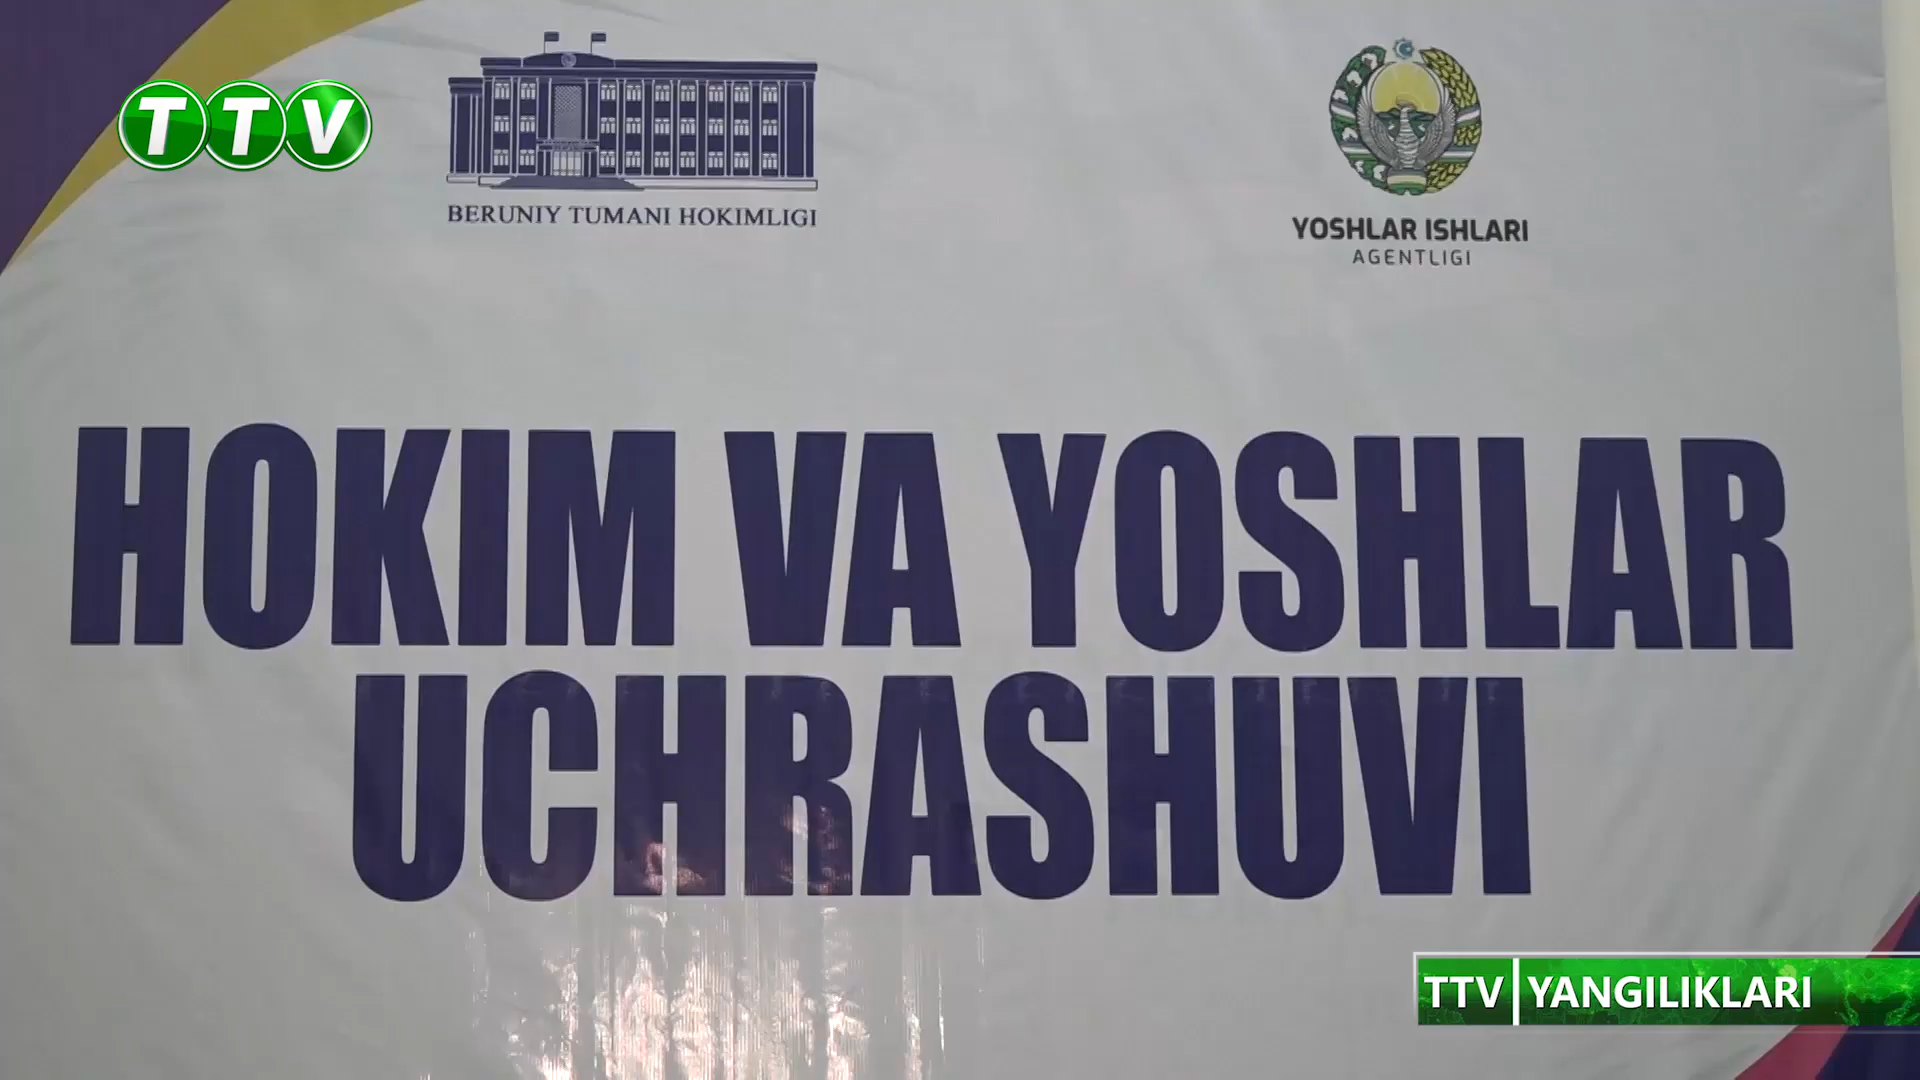 TTV
BERUNIY TUMANI HOKIMLIGI
YOSHLAR ISHLARI
AGENTLIGI
HOKIM VA YOSHLAR
UCHRASHUVI
TTV YANGILIKLARI